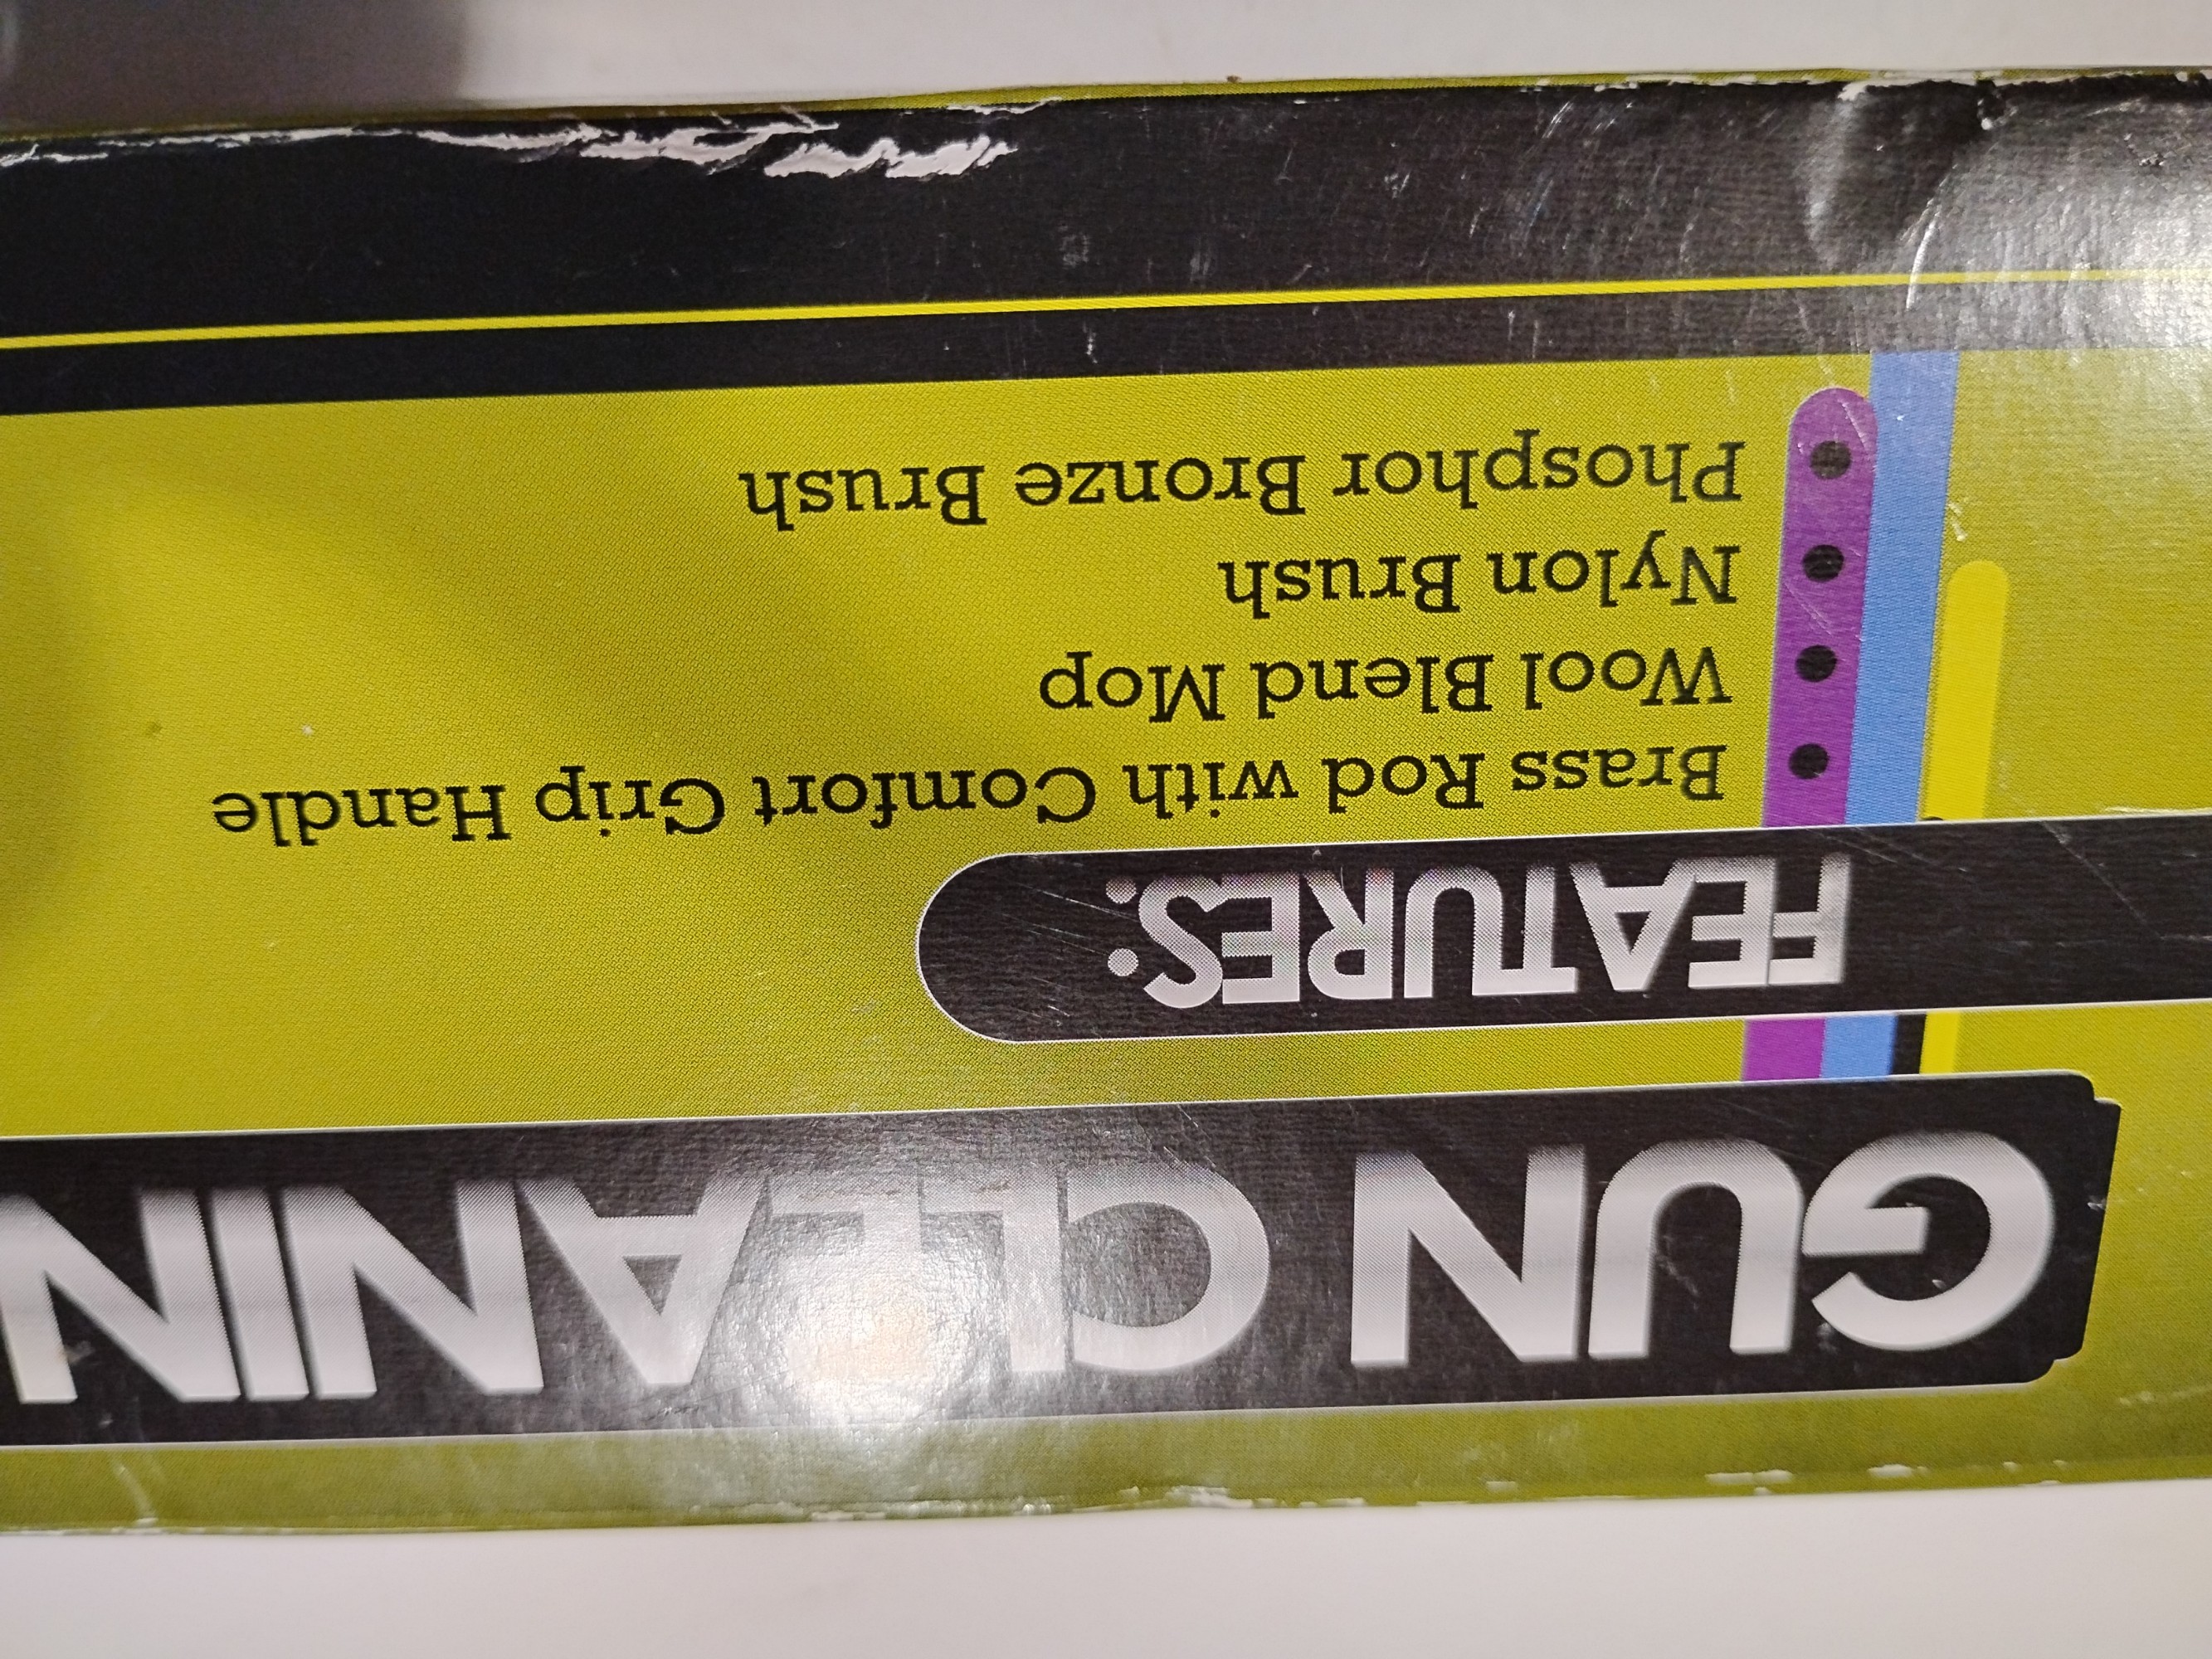 GUN CLEANIN
FEATURES:
Brass Rod with Comfort Grip Handle
Wool Blend Mop
Nylon Brush
Phosphor Bronze Brush